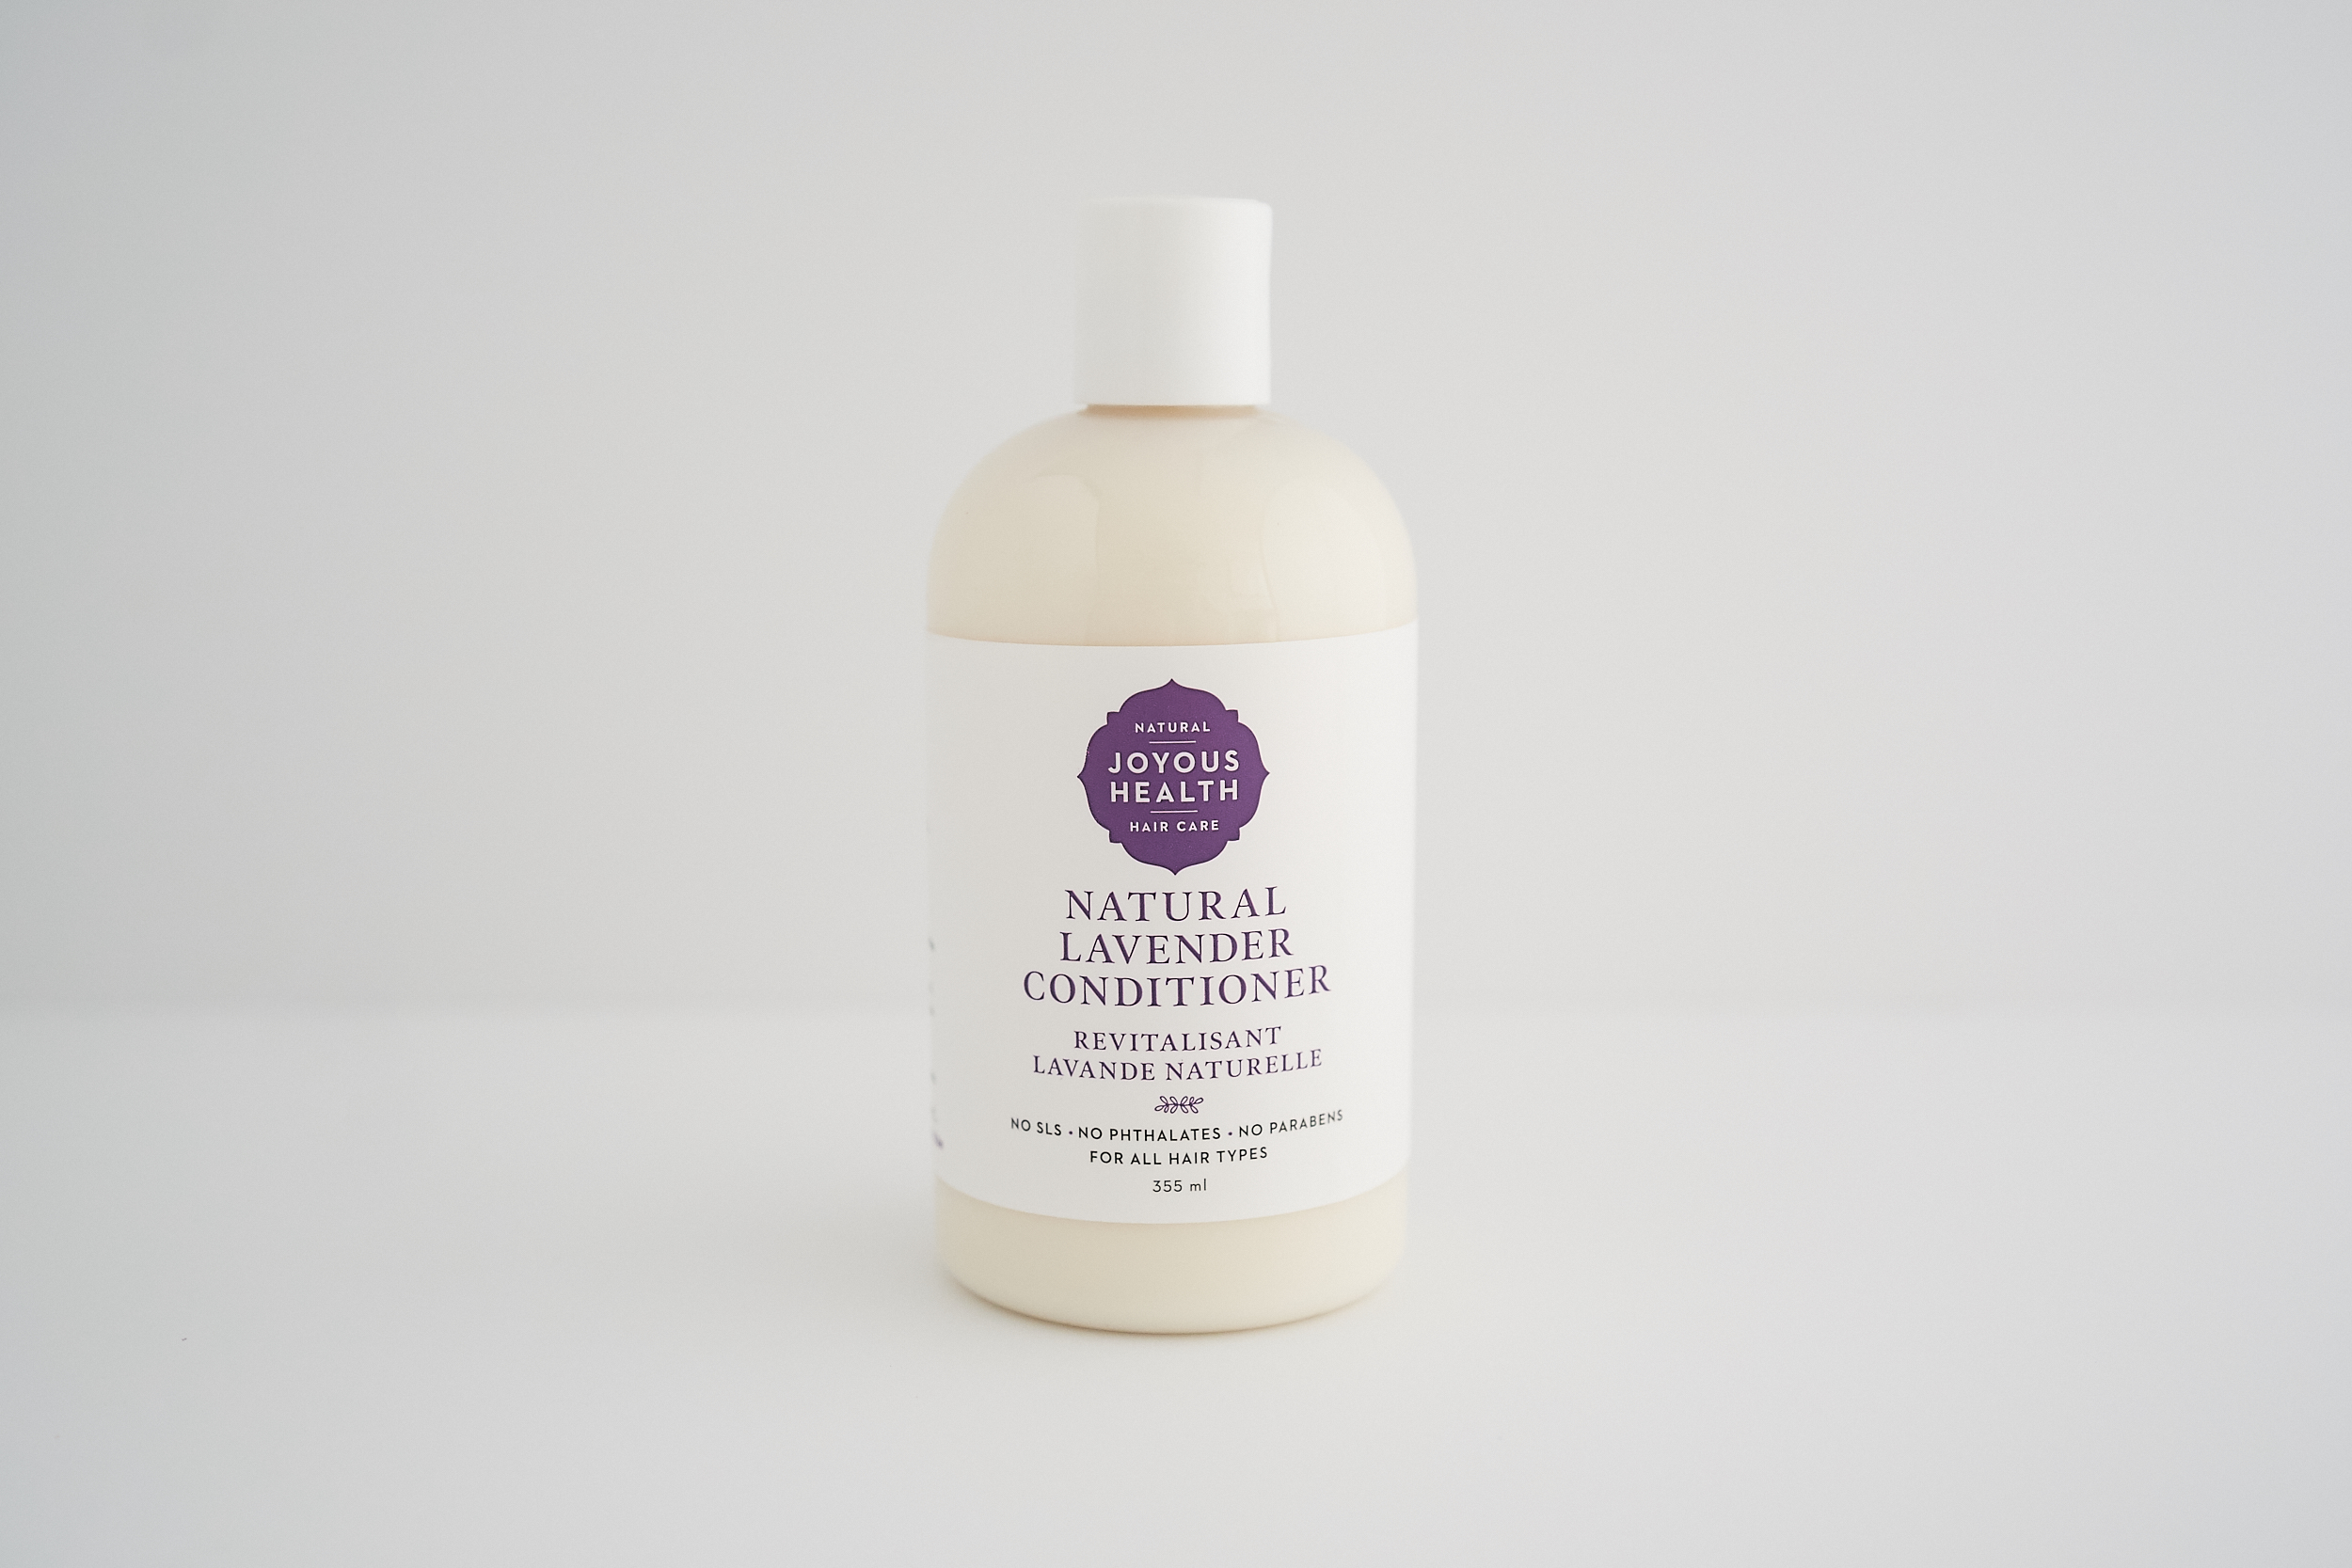 NATURAL
JOYOUS
HEALTH
HAIR CARE
NATURAL
LAVENDER
CONDITIONER
REVITALISANT
LAVANDE NATURELLE
NO SLS • NO PHTHALATES • NO PARABENS
FOR ALL HAIR TYPES
355 ml